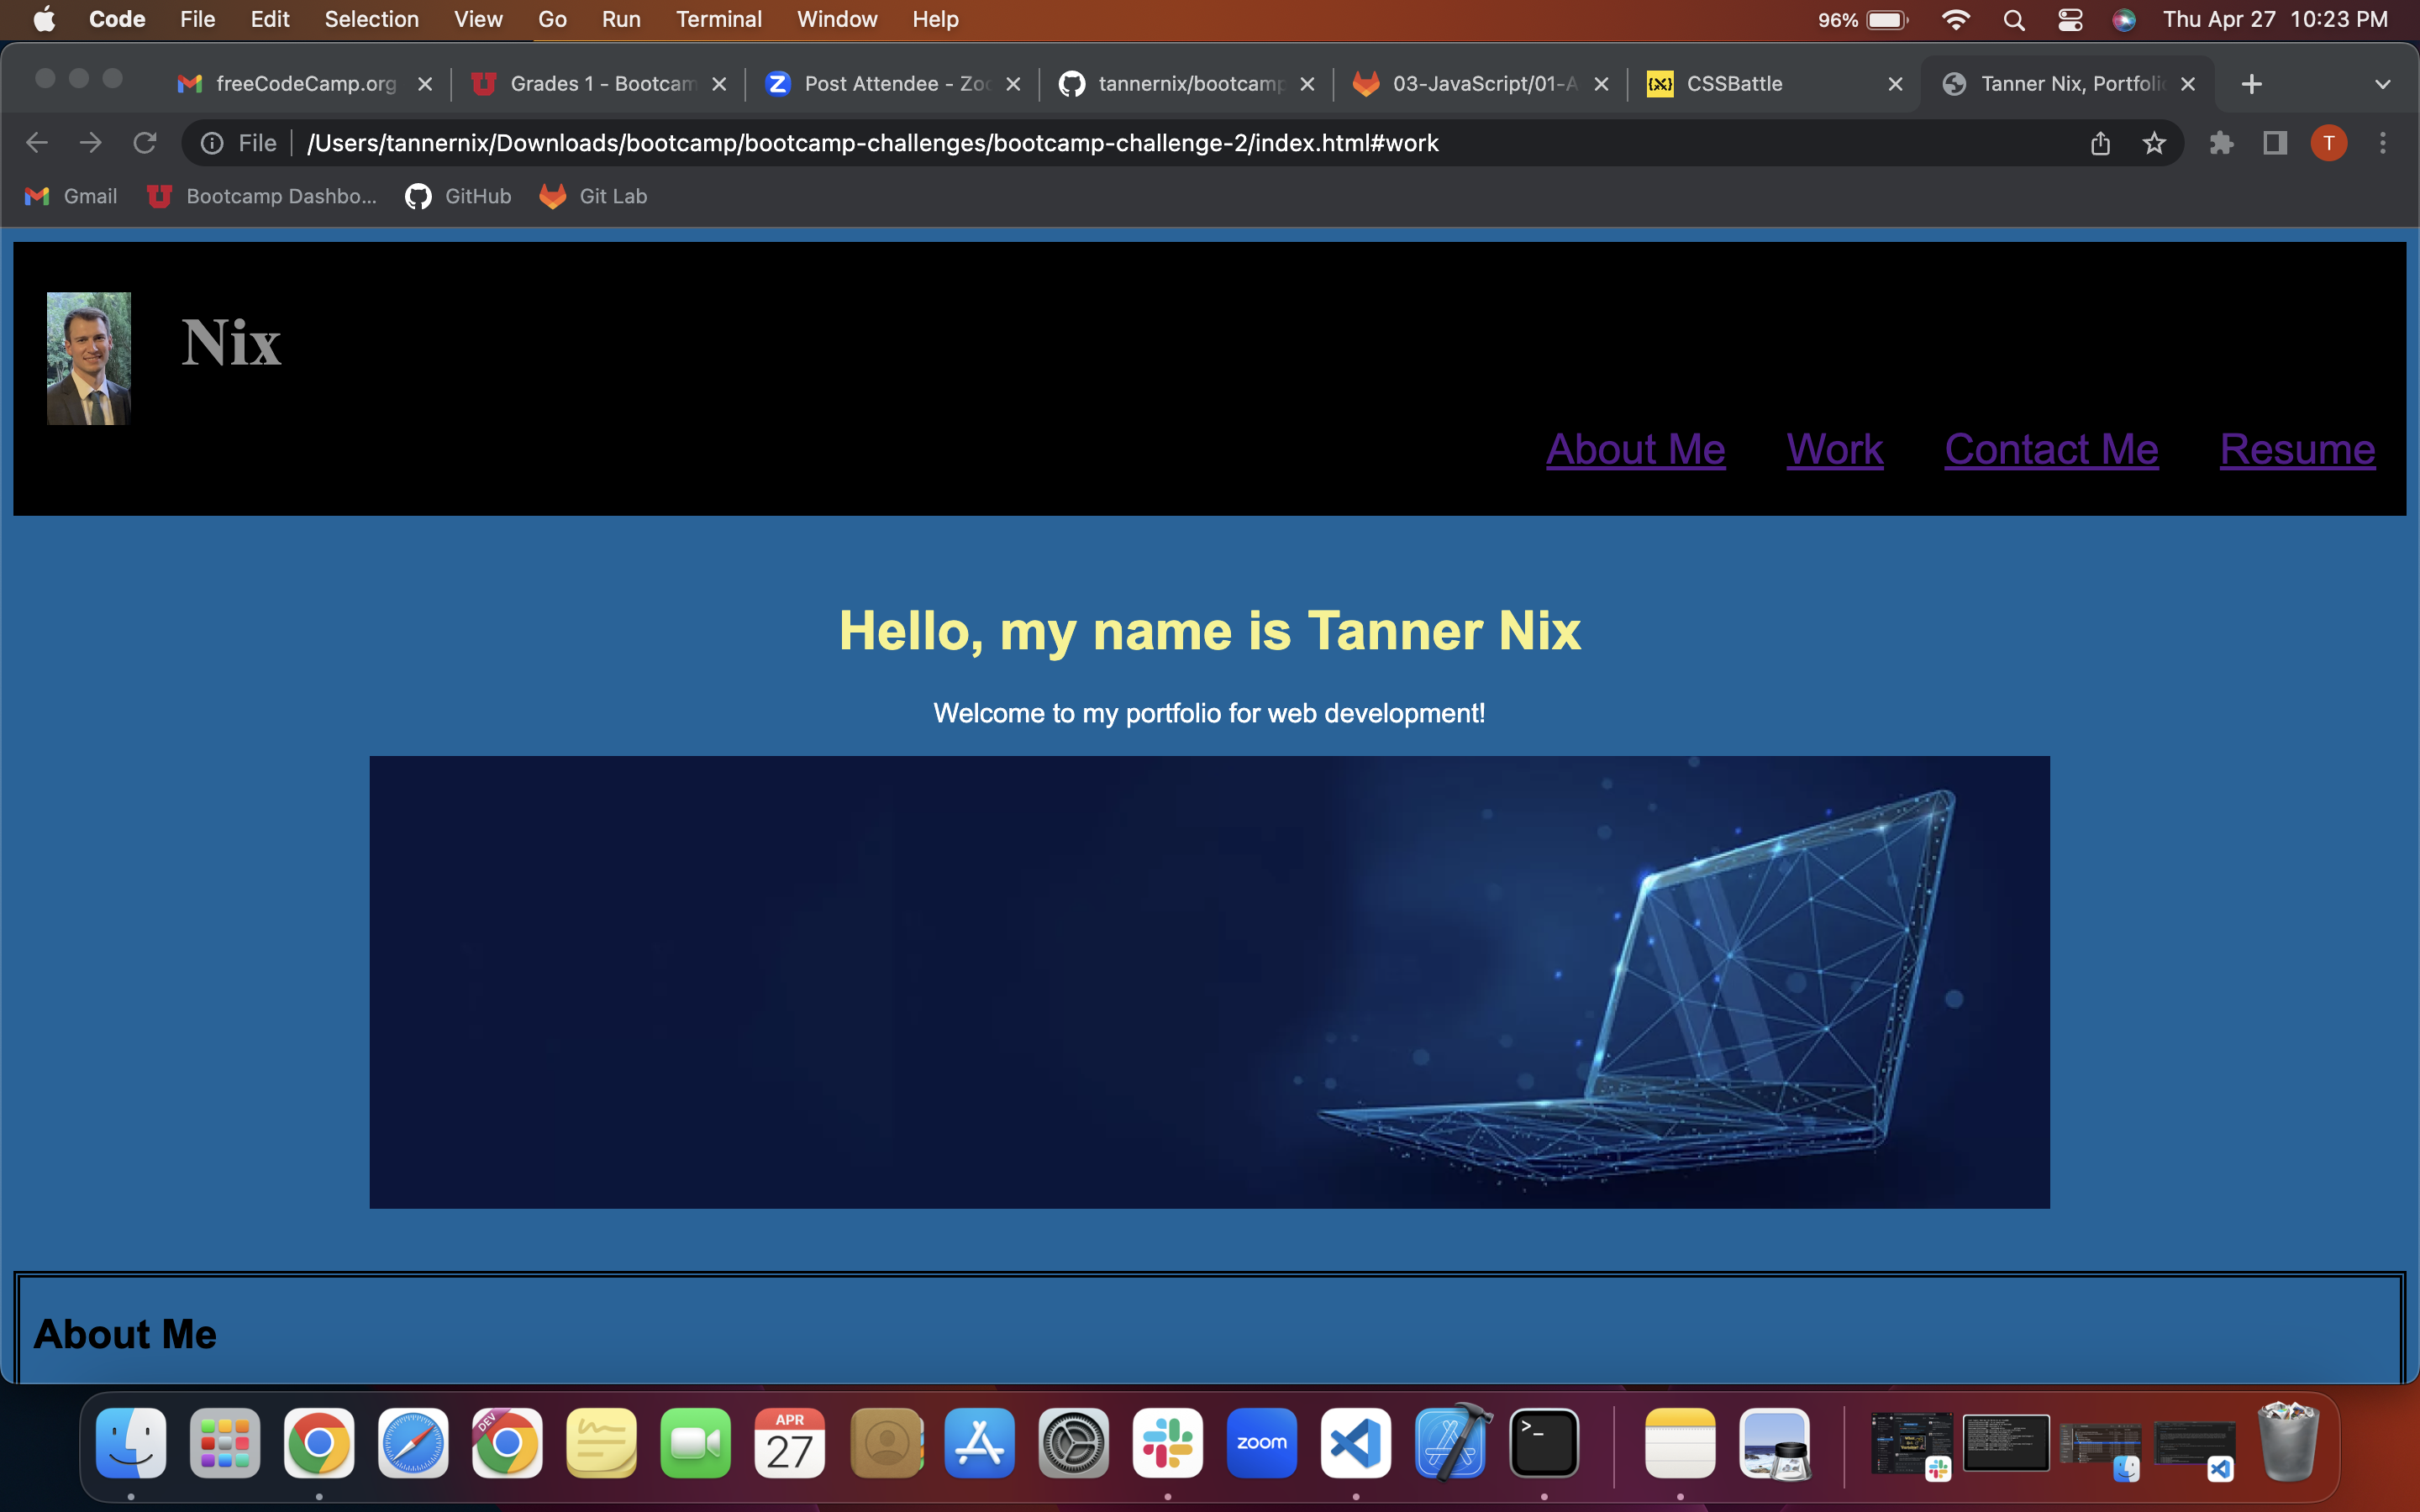 Code File Edit Selection View Go Run Terminal Window Help 96% Thu Apr 27 10:23 PM
freeCodeCamp.org Grades 1 - Bootcam Post Attendee - Zoo tannernix/bootcamp 03-JavaScript/01-A CSSBattle Tanner Nix, Portfolio
File /Users/tannernix/Downloads/bootcamp/bootcamp-challenges/bootcamp-challenge-2/index.html#work T
Gmail Bootcamp Dashbo... GitHub Git Lab
Nix
About Me Work Contact Me Resume
Hello, my name is Tanner Nix
Welcome to my portfolio for web development!
About Me
DEV APR 27 zoom >_